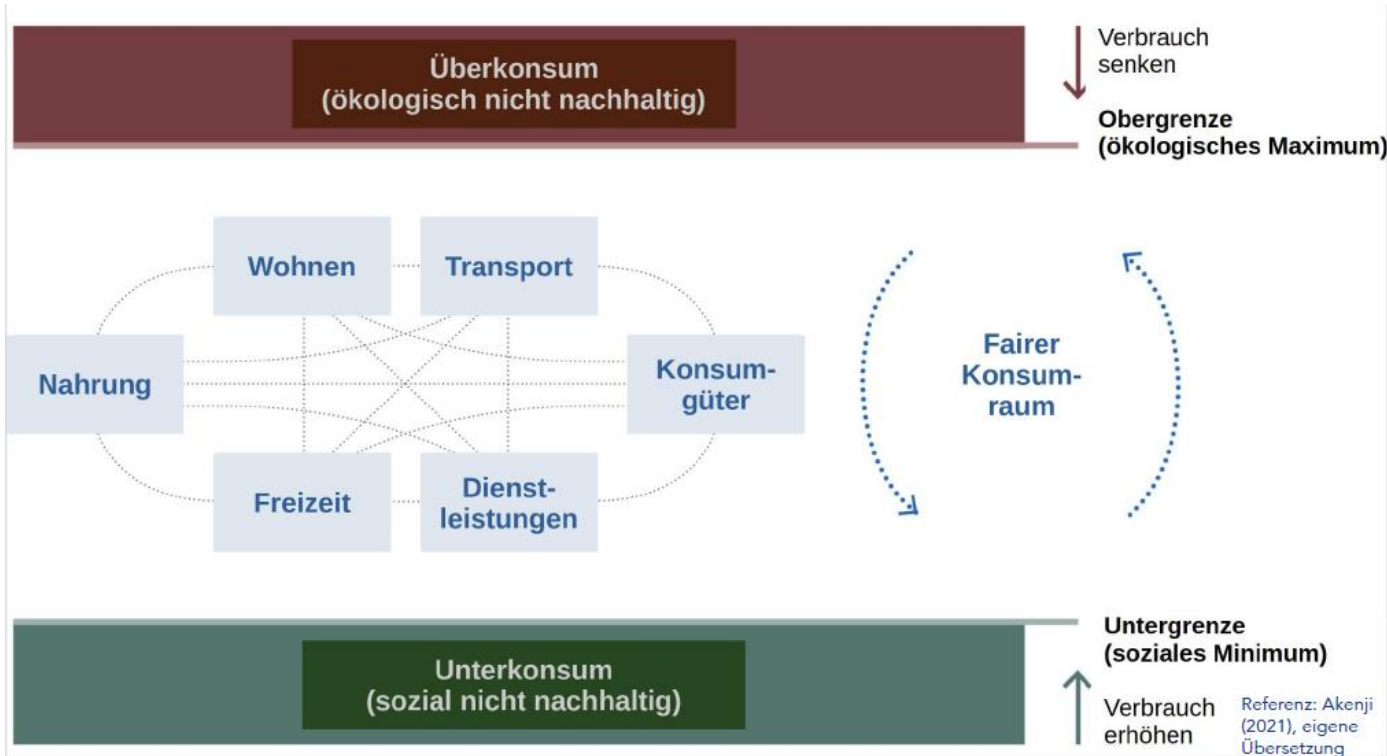 Überkonsum
(ökologisch nicht nachhaltig)
Verbrauch
senken
Obergrenze
(ökologisches Maximum)
Wohnen
Transport
Nahrung
Konsum-
güter
Freizeit
Dienst-
leistungen
Fairer
Konsum-
raum
Unterkonsum
(sozial nicht nachhaltig)
Untergrenze
(soziales Minimum)
Verbrauch
erhöhen
Referenz: Akenji
(2021), eigene
Übersetzung